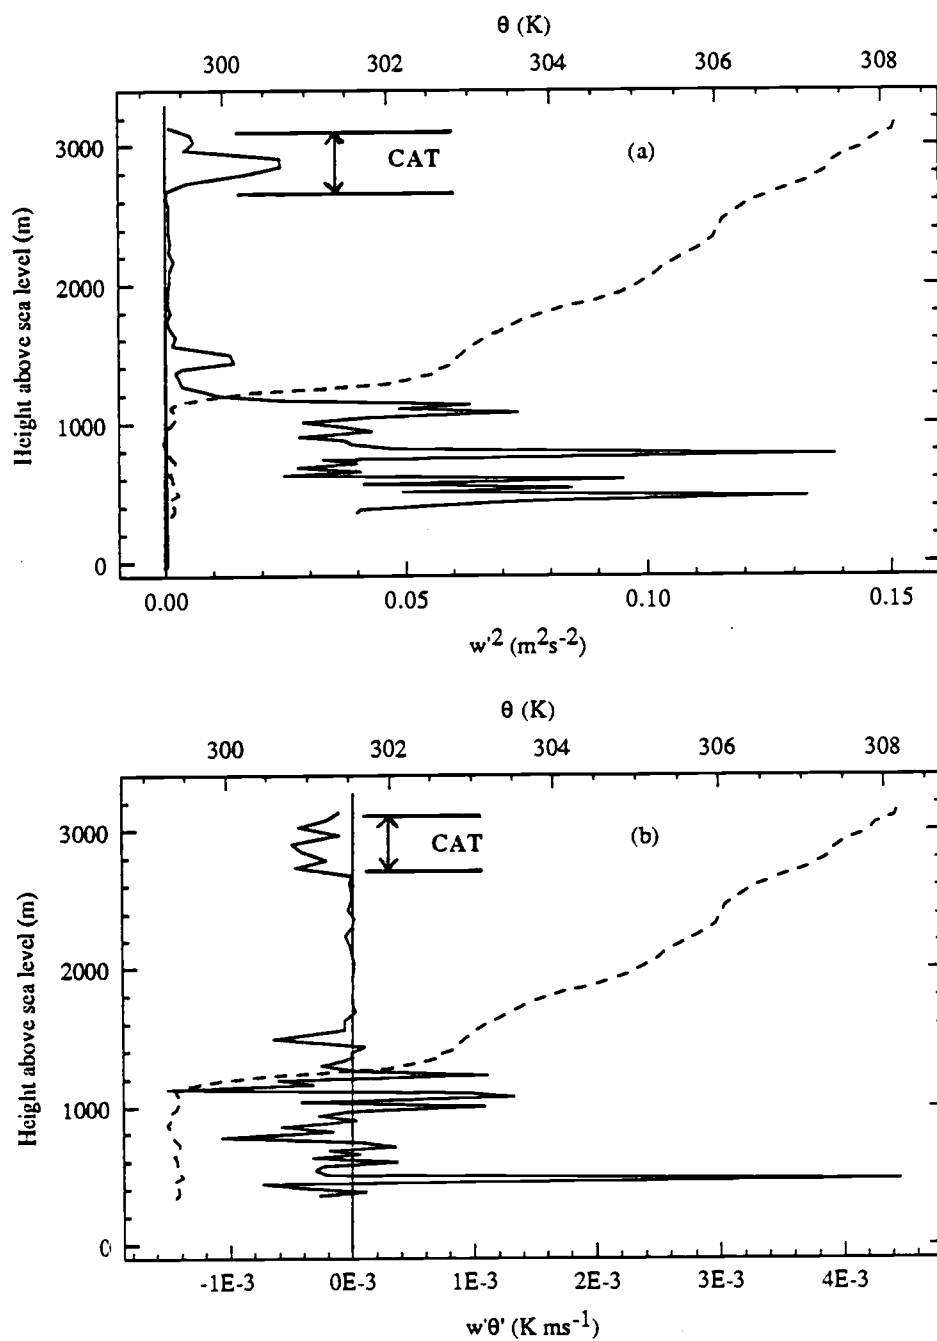 θ (K)
300 302 304 306 308
(a)
CAT
3000
2000
1000
0
Height above sea level (m)
0.00 0.05 0.10 0.15
w'2 (m2s-2)
θ (K)
300 302 304 306 308
(b)
CAT
3000
2000
1000
0
Height above sea level (m)
-1E-3 0E-3 1E-3 2E-3 3E-3 4E-3
w'θ' (K ms-1)